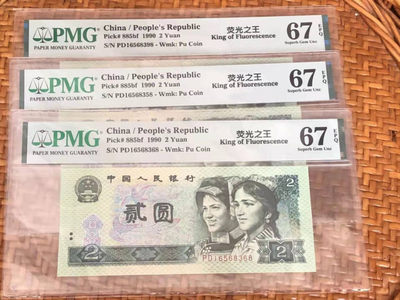 PMG
PAPER MONEY GUARANTY
China / People's Republic
Pick# 885bf 1990 2 Yuan
S/N PD16568398 - Wmk: Pu Coin
荧光之王
King of Fluorescence
67 EPQ
Superb Gem Unc
PMG
PAPER MONEY GUARANTY
China / People's Republic
Pick# 885bf 1990 2 Yuan
S/N PD16568358 - Wmk: Pu Coin
荧光之王
King of Fluorescence
67 EPQ
Superb Gem Unc
PMG
PAPER MONEY GUARANTY
China / People's Republic
Pick# 885bf 1990 2 Yuan
S/N PD16568368 - Wmk: Pu Coin
荧光之王
King of Fluorescence
67 EPQ
Superb Gem Unc
中国人民银行
贰圆
2
PD16568368
2
2